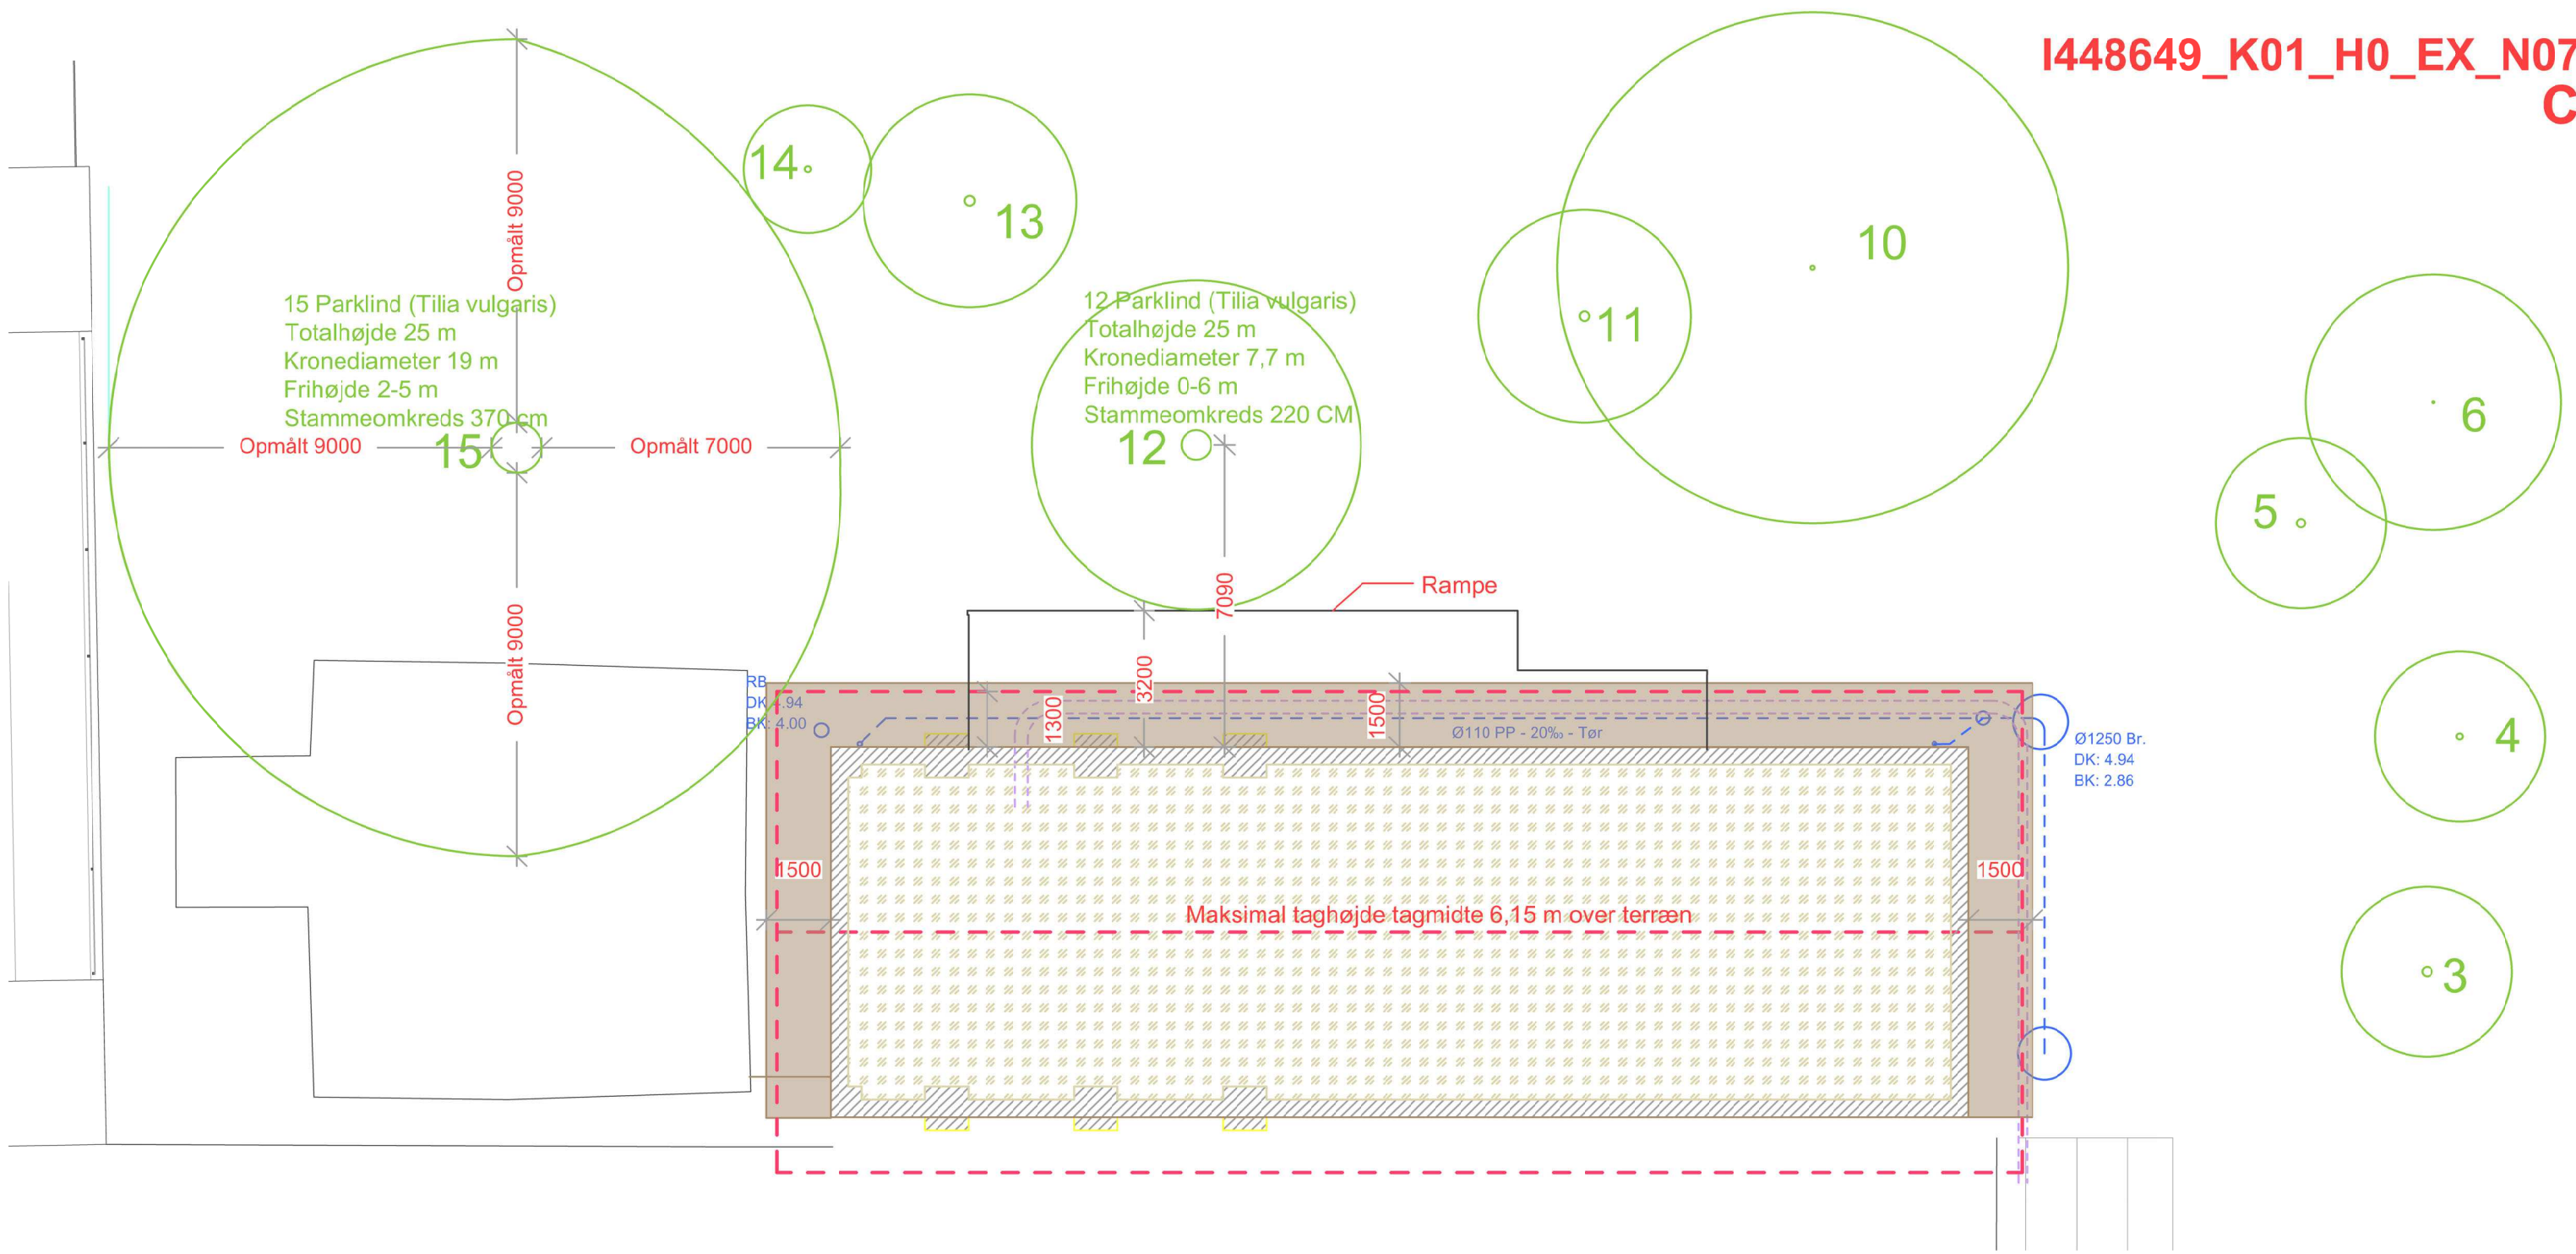 I448649_K01_H0_EX_N07
C
14
13
10
11
6
5
4
3
Opmålt 9000
15 Parklind (Tilia vulgaris)
Totalhøjde 25 m
Kronediameter 19 m
Frihøjde 2-5 m
Stammeomkreds 370 cm
Opmålt 9000
15
Opmålt 7000
Opmålt 9000
12 Parklind (Tilia vulgaris)
Totalhøjde 25 m
Kronediameter 7,7 m
Frihøjde 0-6 m
Stammeomkreds 220 CM
12
7090
Rampe
3200
1300
1500
RB
DK 4.94
BK: 4.00
Ø110 PP - 20‰ - Tør
Ø1250 Br.
DK: 4.94
BK: 2.86
1500
1500
Maksimal taghøjde tagmidte 6,15 m over terræn